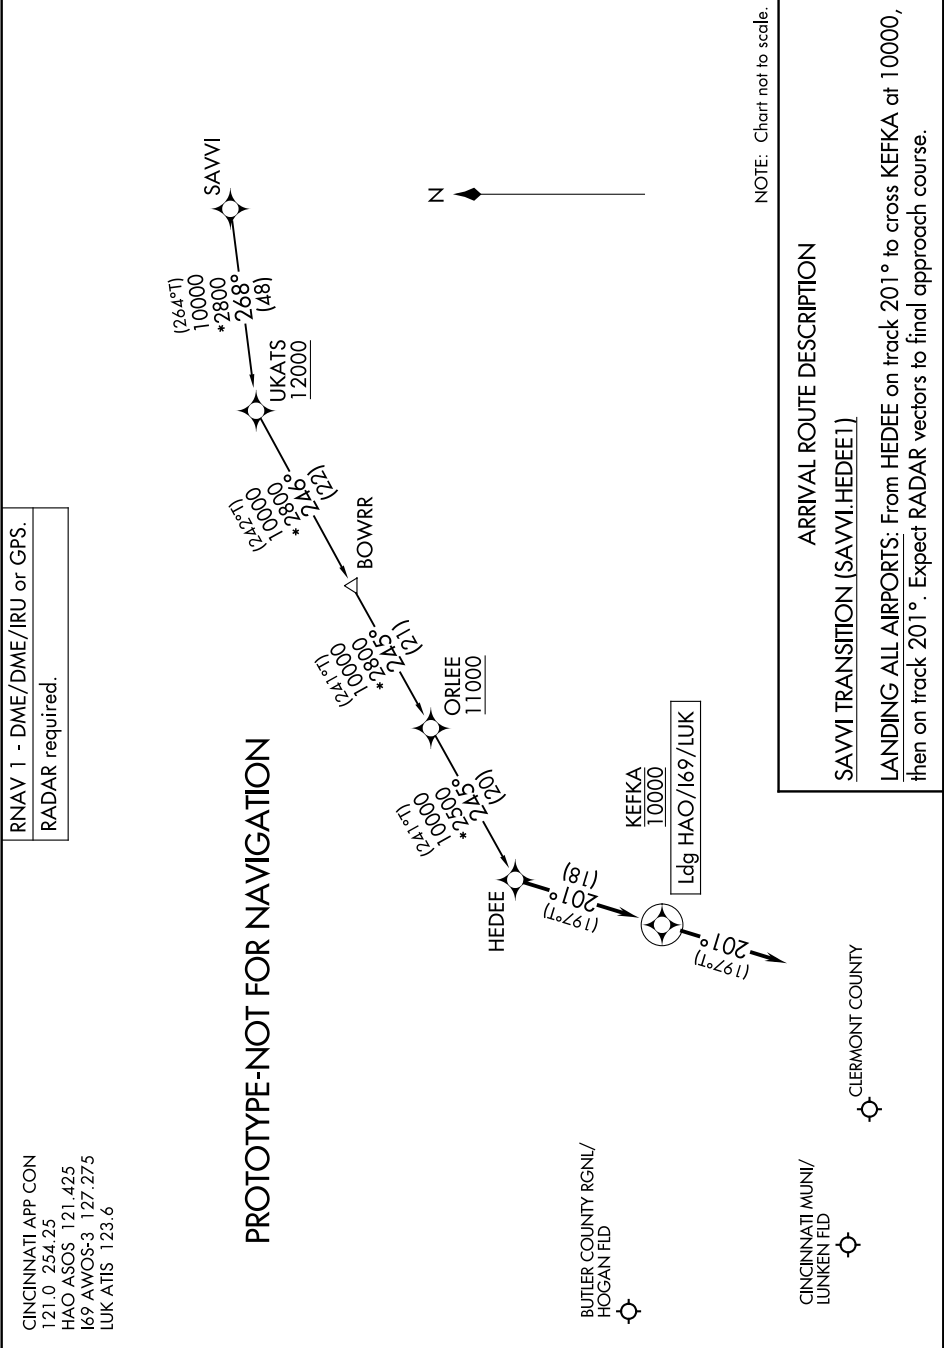 CINCINNATI APP CON
121.0 254.25
HAO ASOS 121.425
I69 AWOS-3 127.275
LUK ATIS 123.6
RNAV 1 - DME/DME/IRU or GPS.
RADAR required.
PROTOTYPE-NOT FOR NAVIGATION
SAVVI
(264°T)
10000
*2800
268°
(48)
UKATS
12000
(242°T)
10000
*2800
246°
(22)
BOWRR
(241°T)
10000
*2800
245°
(21)
ORLEE
11000
(241°T)
10000
*2500
245°
(20)
HEDEE
(18)
201°
(197°T)
KEFKA
10000
Ldg HAO/I69/LUK
201°
(197°T)
N
BUTLER COUNTY RGNL/
HOGAN FLD
CINCINNATI MUNI/
LUNKEN FLD
CLERMONT COUNTY
NOTE: Chart not to scale.
ARRIVAL ROUTE DESCRIPTION
SAVVI TRANSITION (SAVVI.HEDEE1)
LANDING ALL AIRPORTS: From HEDEE on track 201° to cross KEFKA at 10000,
then on track 201°. Expect RADAR vectors to final approach course.